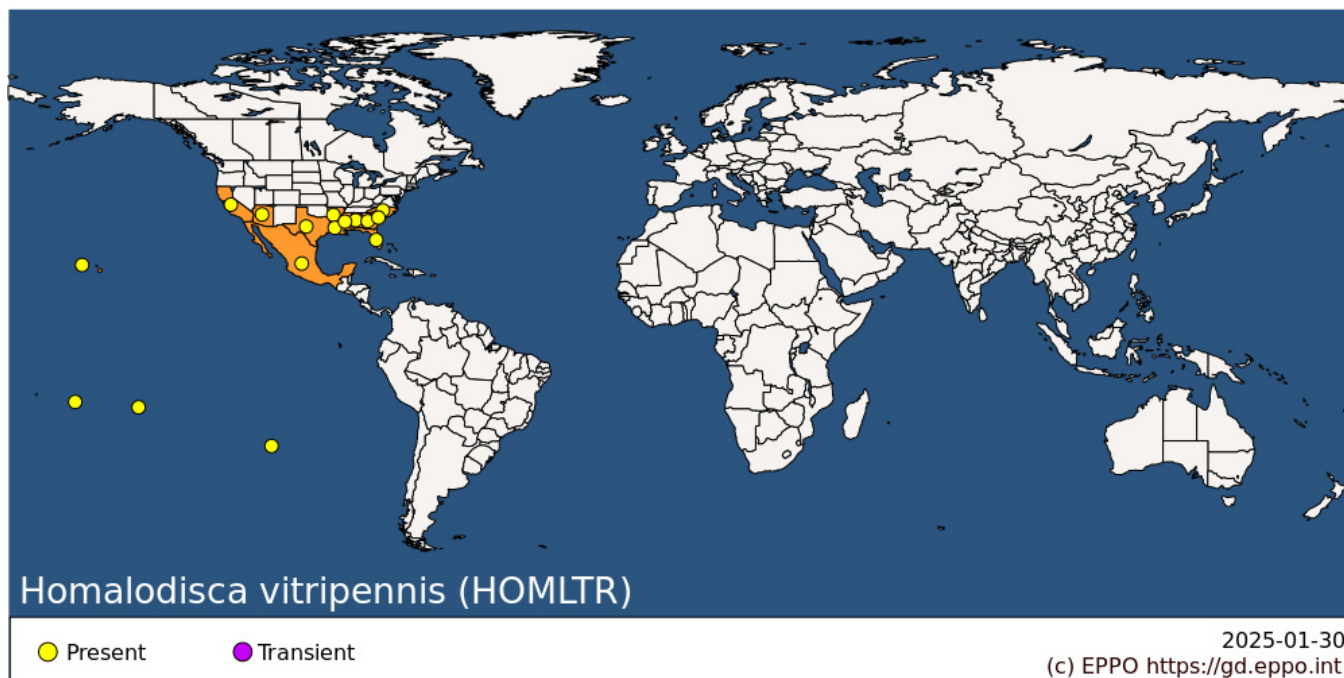 Homalodisca vitripennis (HOMLTR)
Present
Transient
2025-01-30
(c) EPPO https://gd.eppo.int